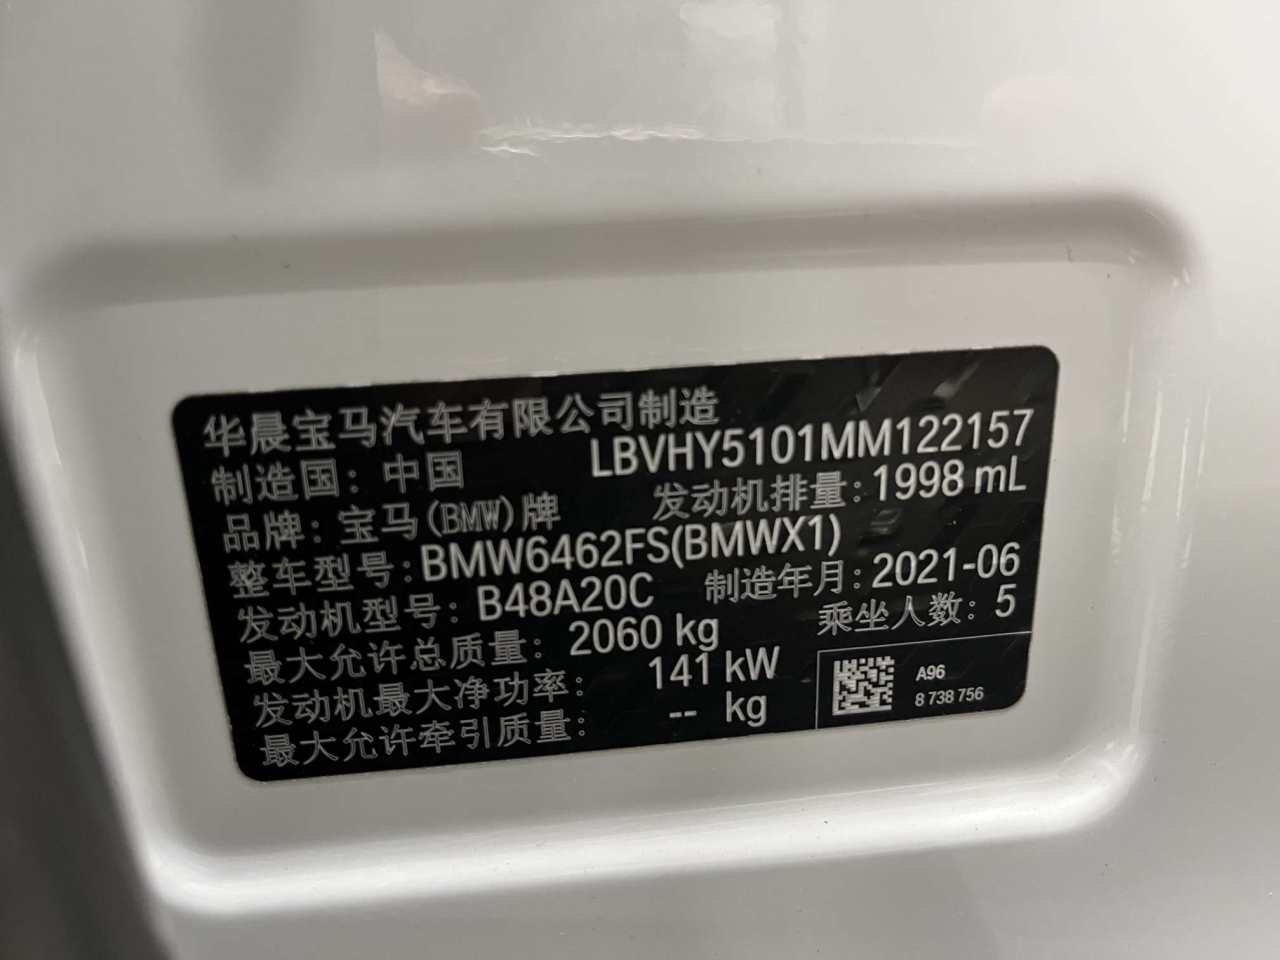 华晨宝马汽车有限公司制造
制造国：中国 LBVHY5101MM122157
品牌：宝马(BMW)牌 发动机排量：1998 mL
整车型号：BMW6462FS(BMWX1)
发动机型号：B48A20C 制造年月：2021-06
最大允许总质量：2060 kg 乘坐人数：5
发动机最大净功率：141 kW
最大允许牵引质量：-- kg
A96
8 738 756